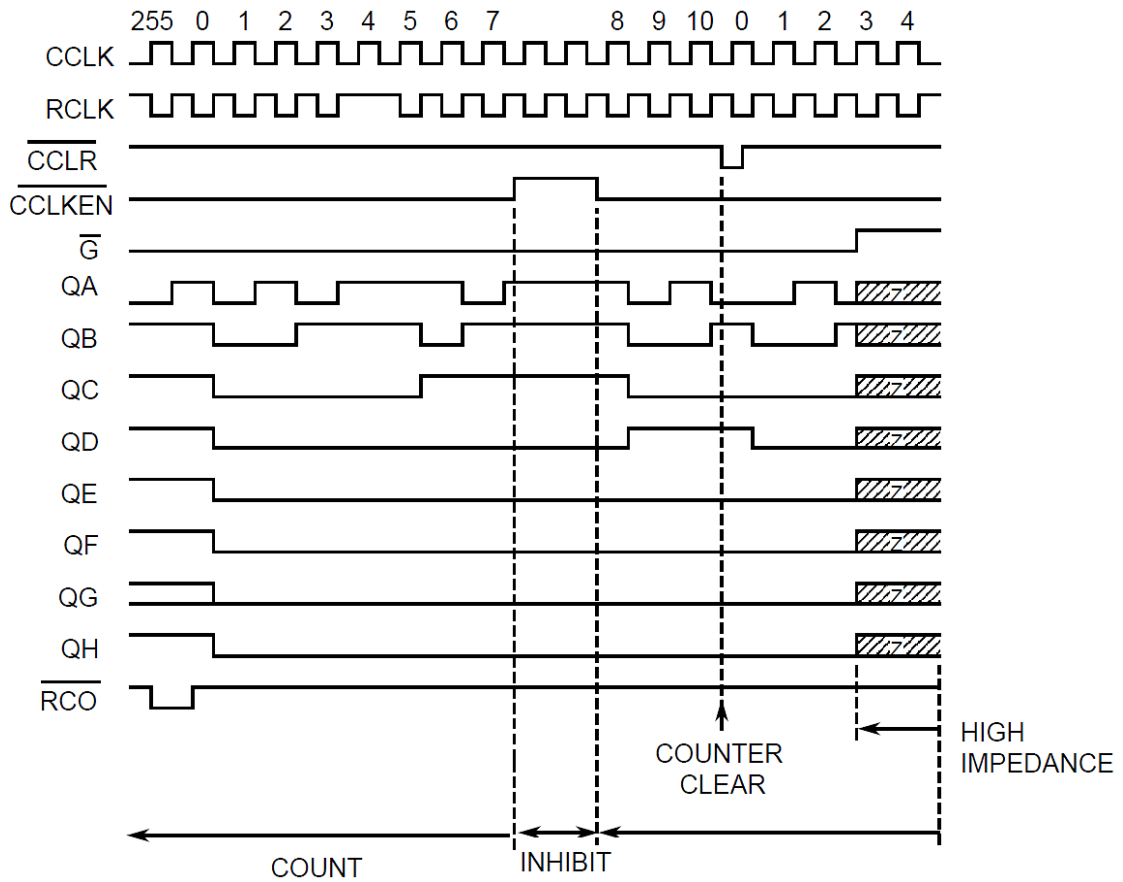 255 0 1 2 3 4 5 6 7 8 9 10 0 1 2 3 4
CCLK
RCLK
CCLR
CCLKEN
G
QA Z
QB Z
QC Z
QD Z
QE Z
QF Z
QG Z
QH Z
RCO
COUNTER
CLEAR
HIGH
IMPEDANCE
COUNT
INHIBIT